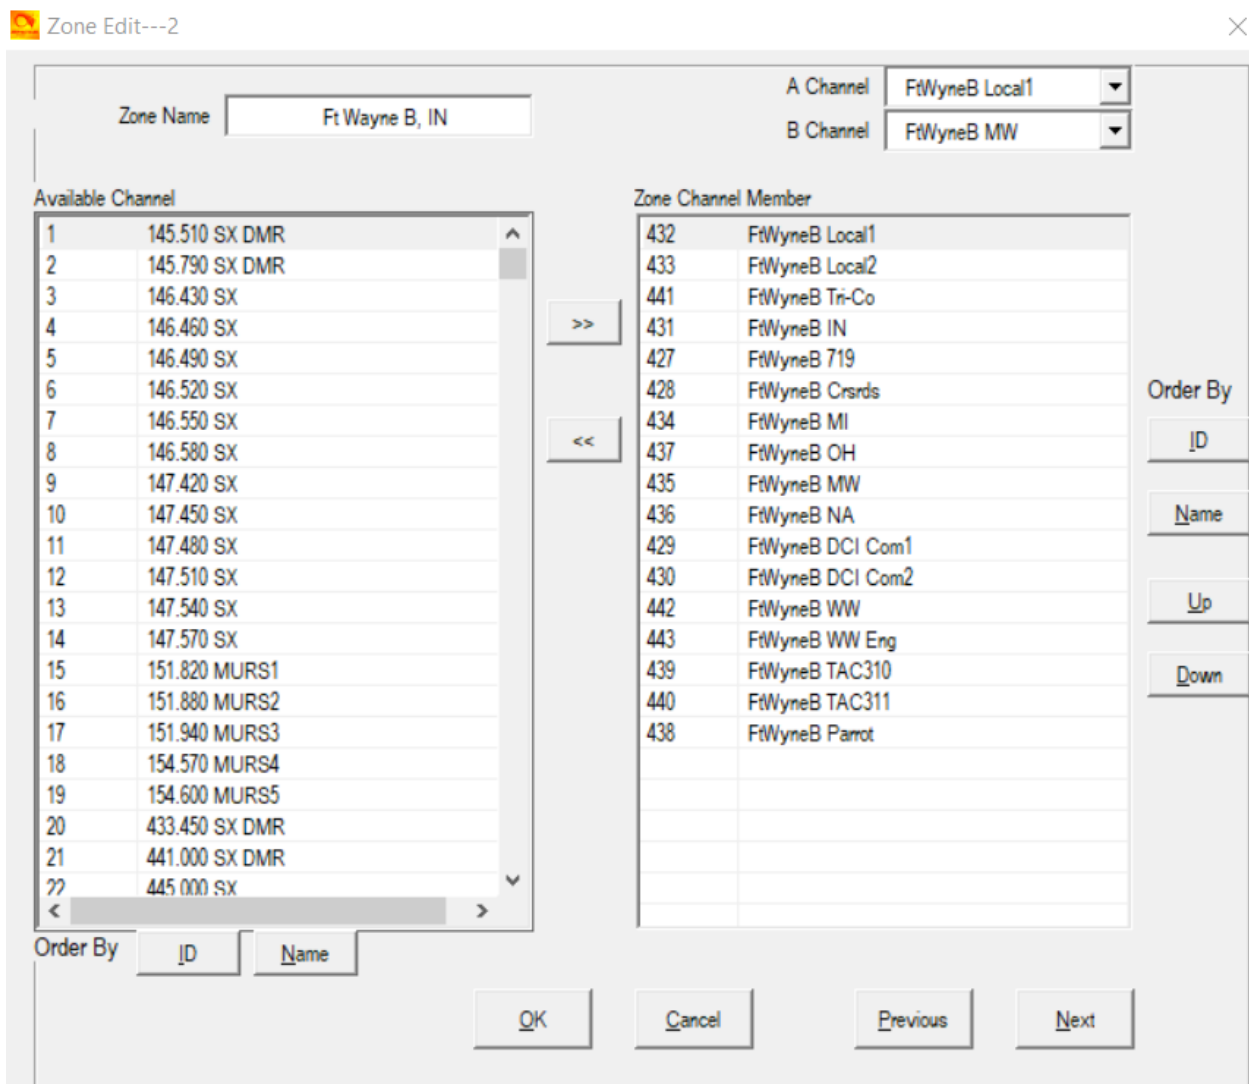 Zone Edit---2
A Channel FtWyneB Local1
Zone Name Ft Wayne B, IN
B Channel FtWyneB MW
Available Channel
1 145.510 SX DMR
2 145.790 SX DMR
3 146.430 SX
4 146.460 SX
5 146.490 SX
6 146.520 SX
7 146.550 SX
8 146.580 SX
9 147.420 SX
10 147.450 SX
11 147.480 SX
12 147.510 SX
13 147.540 SX
14 147.570 SX
15 151.820 MURS1
16 151.880 MURS2
17 151.940 MURS3
18 154.570 MURS4
19 154.600 MURS5
20 433.450 SX DMR
21 441.000 SX DMR
22 445.000 SX
Order By ID Name
>>
<<
Zone Channel Member
432 FtWyneB Local1
433 FtWyneB Local2
441 FtWyneB Tri-Co
431 FtWyneB IN
427 FtWyneB 719
428 FtWyneB Crsrds
434 FtWyneB MI
437 FtWyneB OH
435 FtWyneB MW
436 FtWyneB NA
429 FtWyneB DCI Com1
430 FtWyneB DCI Com2
442 FtWyneB WW
443 FtWyneB WW Eng
439 FtWyneB TAC310
440 FtWyneB TAC311
438 FtWyneB Parrot
Order By
ID
Name
Up
Down
OK Cancel Previous Next